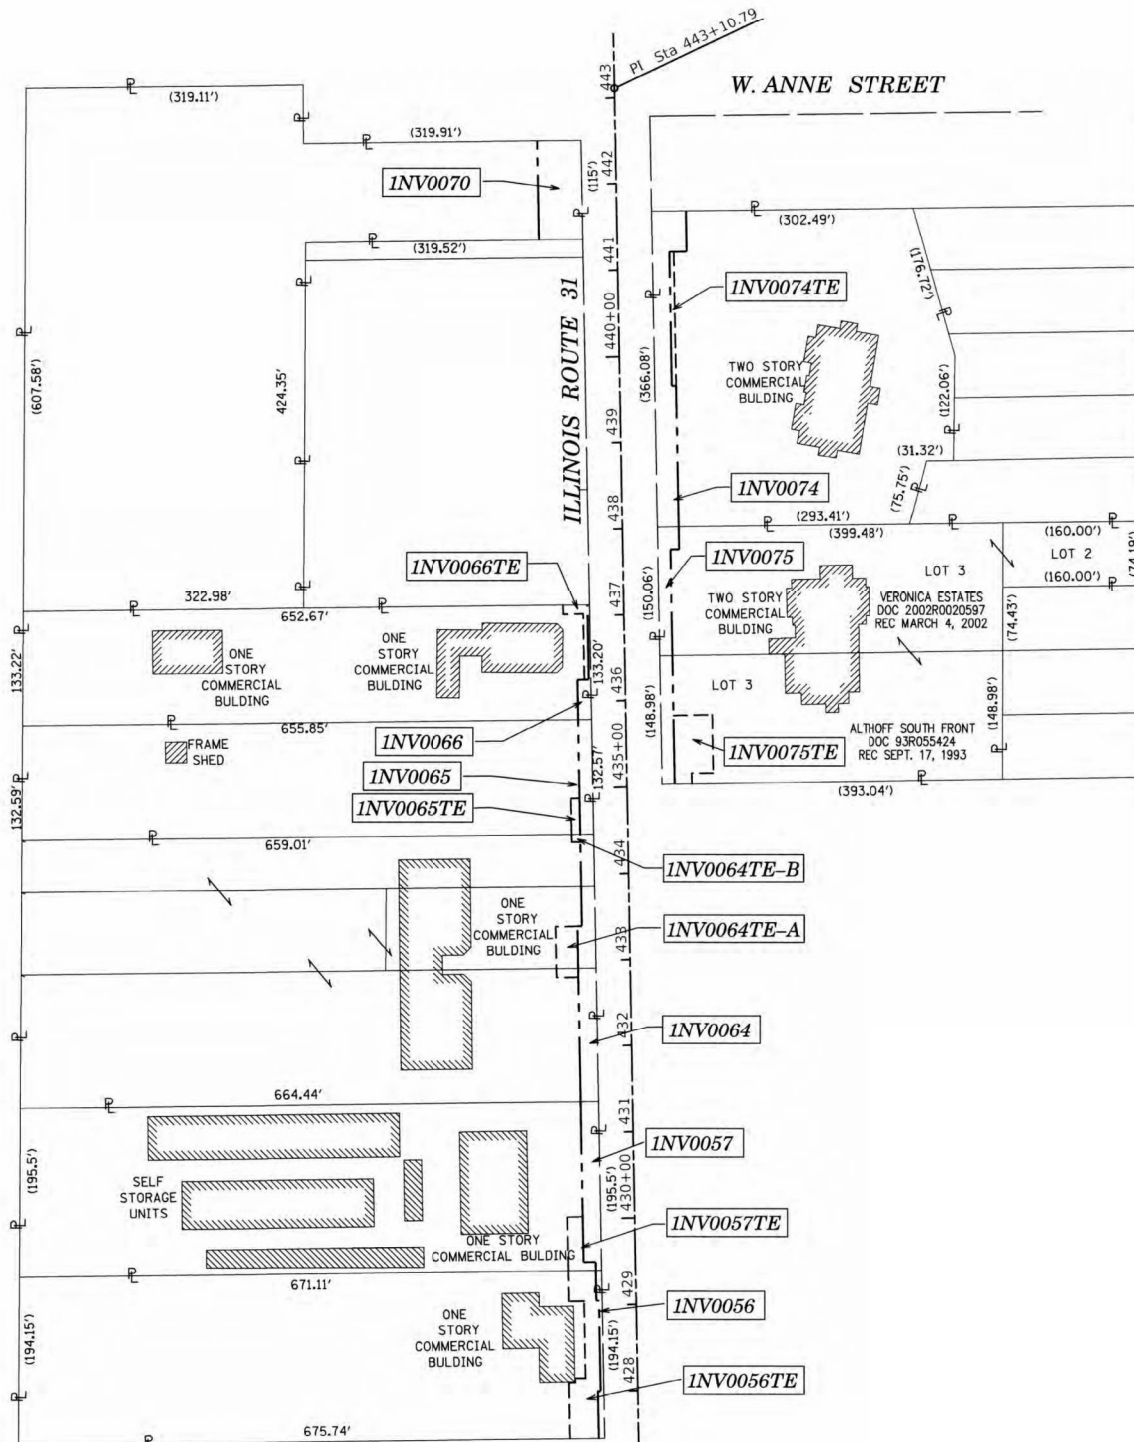 PI Sta 443+10.79
W. ANNE STREET
(319.11')
443
(319.91')
(115')
442
1NV0070
(302.49')
(319.52')
441
(176.72')
1NV0074TE
ILLINOIS ROUTE 31
440+00
(607.58')
424.35'
(366.08')
TWO STORY
COMMERCIAL
BULDING
(122.06')
439
(31.32')
(75.75')
1NV0074
438
(293.41')
(399.48')
(160.00')
LOT 2
(74.19')
(160.00')
1NV0066TE
1NV0075
LOT 3
VERONICA ESTATES
DOC 2002R0020597
REC MARCH 4, 2002
TWO STORY
COMMERCIAL
BULDING
(150.06')
(74.43')
322.98'
652.67'
437
133.22'
ONE
STORY
COMMERCIAL
BULDING
ONE
STORY
COMMERCIAL
BULDING
133.20'
436
LOT 3
(148.98')
(148.98')
655.85'
1NV0066
FRAME
SHED
1NV0065
132.57'
435+00
1NV0075TE
ALTHOFF SOUTH FRONT
DOC 93R055424
REC SEPT. 17, 1993
(393.04')
132.59'
1NV0065TE
659.01'
434
1NV0064TE-B
ONE
STORY
COMMERCIAL
BULDING
433
1NV0064TE-A
432
1NV0064
664.44'
431
1NV0057
(195.5')
SELF
STORAGE
UNITS
(195.5')
430+00
1NV0057TE
ONE STORY
COMMERCIAL BULDING
671.11'
429
1NV0056
ONE
STORY
COMMERCIAL
BULDING
(194.15')
(194.15')
428
1NV0056TE
675.74'